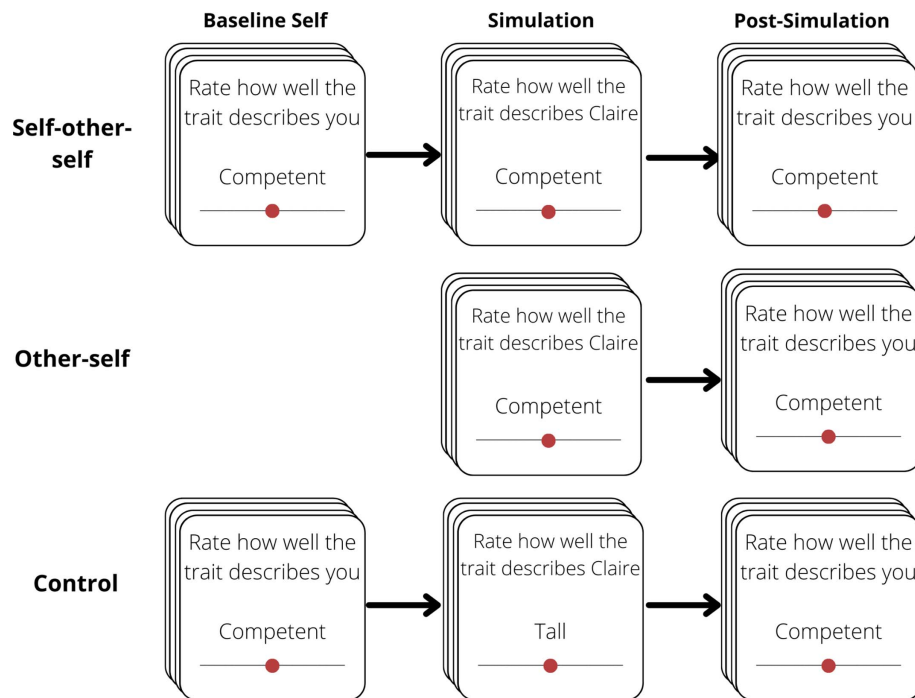 Baseline Self
Simulation
Post-Simulation
Self-other-
self
Rate how well the
trait describes you
Competent
Rate how well the
trait describes Claire
Competent
Rate how well the
trait describes you
Competent
Other-self
Rate how well the
trait describes Claire
Competent
Rate how well the
trait describes you
Competent
Control
Rate how well the
trait describes you
Competent
Rate how well the
trait describes Claire
Tall
Rate how well the
trait describes you
Competent